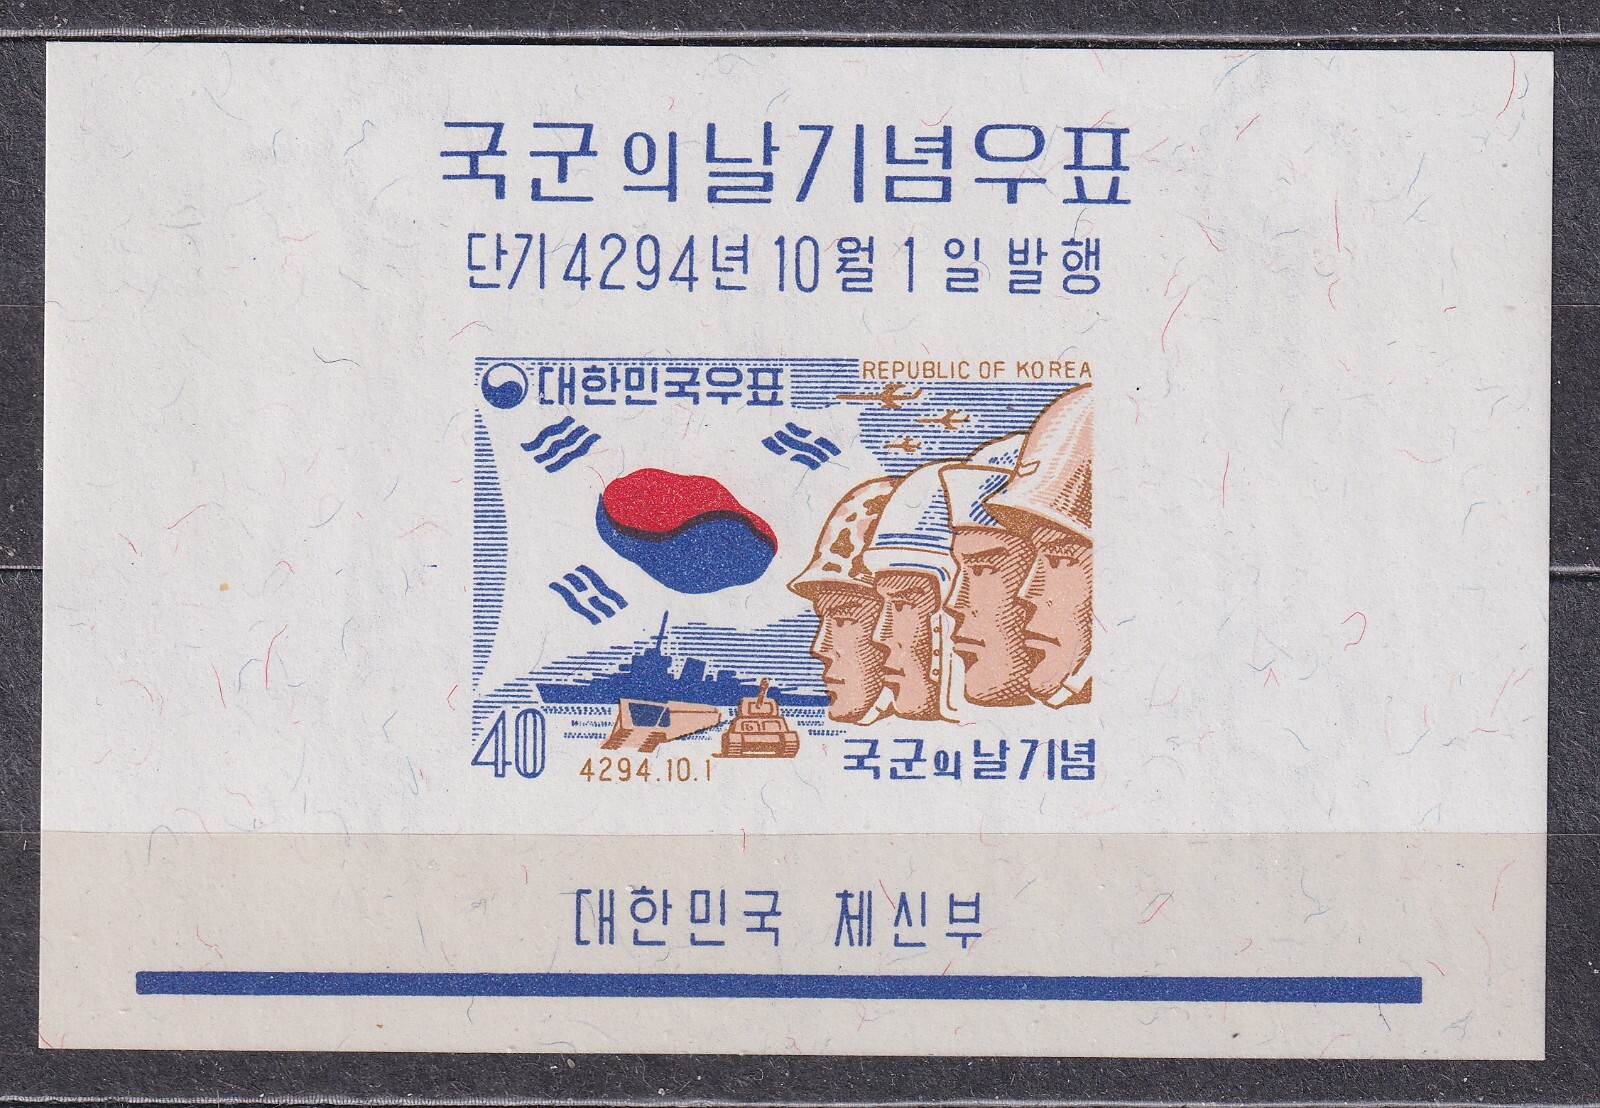 국군의날기념우표
단기4294년 10월 1일 발행
대한민국우표
REPUBLIC OF KOREA
40
4294.10.1
국군의날기념
대한민국 체신부